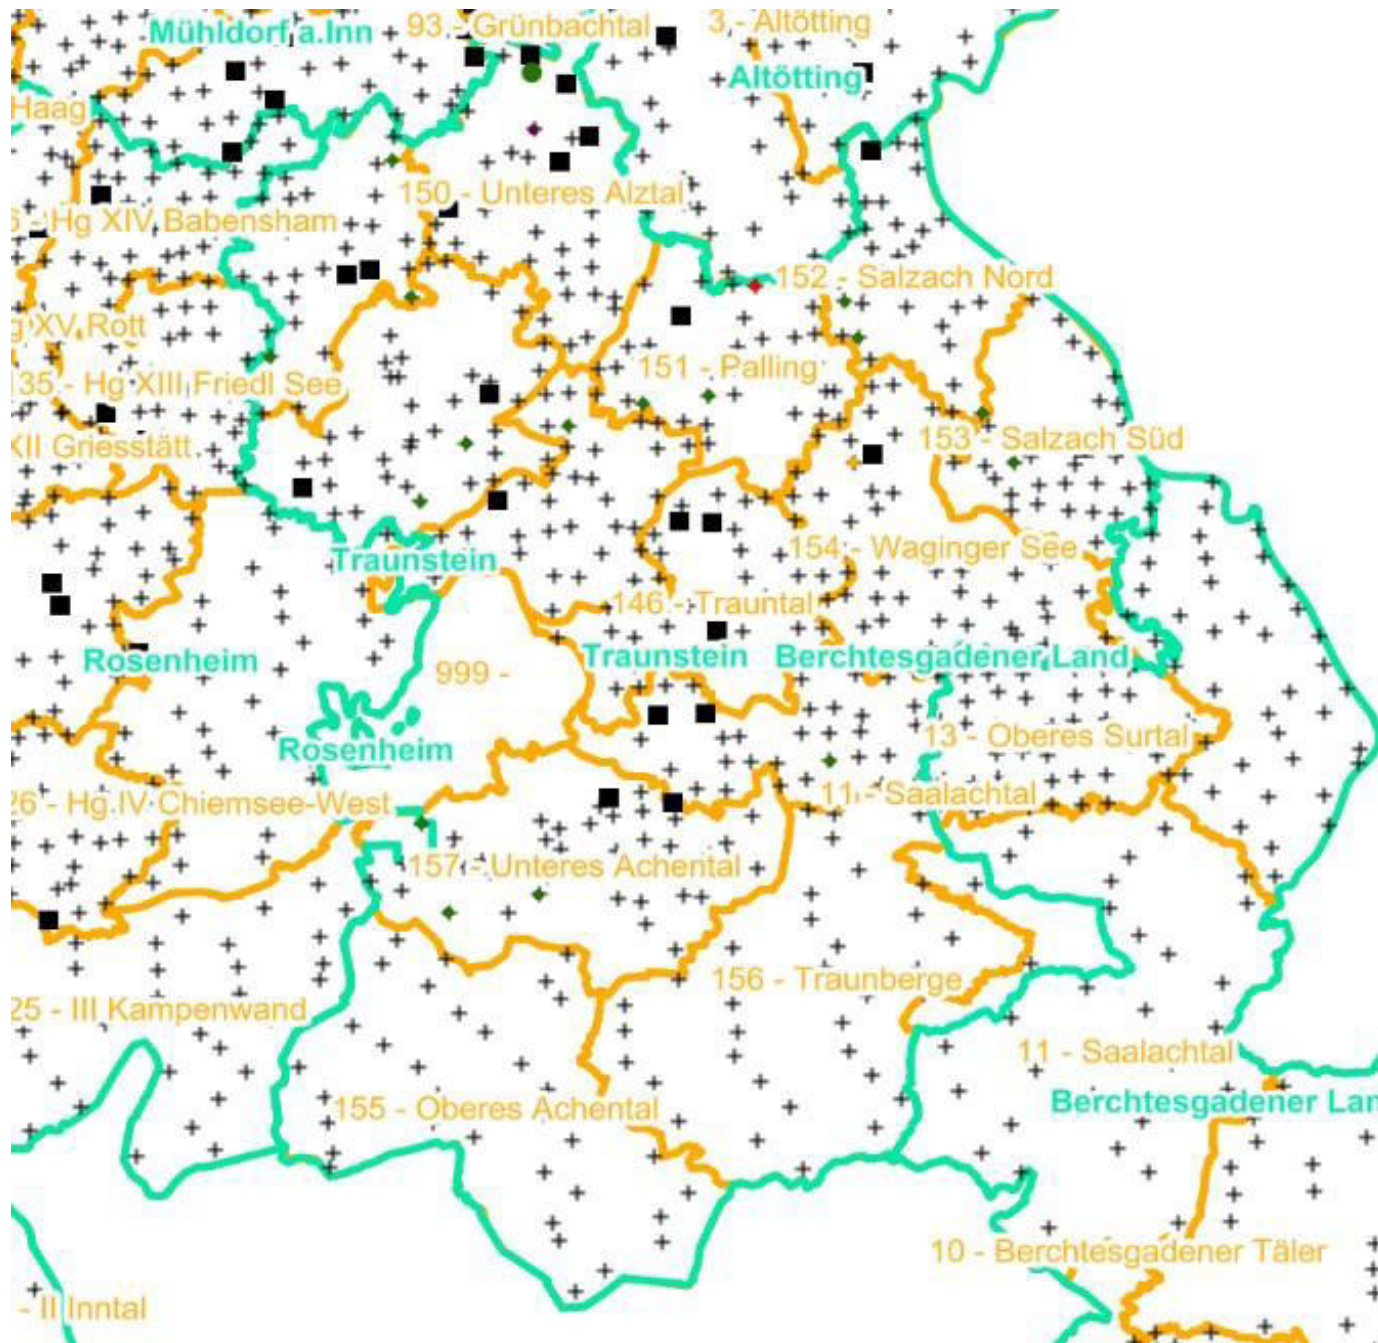 93 - Grünbachtal
3 - Altötting
Mühldorf a.Inn
Altötting
Haag
150 - Unteres Alztal
6 - Hg XIV Babensham
152 - Salzach Nord
g XV Rott
151 - Palling
135 - Hg XIII Friedl See
153 - Salzach Süd
XII Griesstätt
154 - Waginger See
Traunstein
146 - Trauntal
Rosenheim
Traunstein
Berchtesgadener Land
999 -
13 - Oberes Surtal
Rosenheim
11 - Saalachtal
26 - Hg IV Chiemsee-West
157 - Unteres Achental
156 - Traunberge
25 - III Kampenwand
11 - Saalachtal
155 - Oberes Achental
Berchtesgadener Lan
10 - Berchtesgadener Täler
- II Inntal